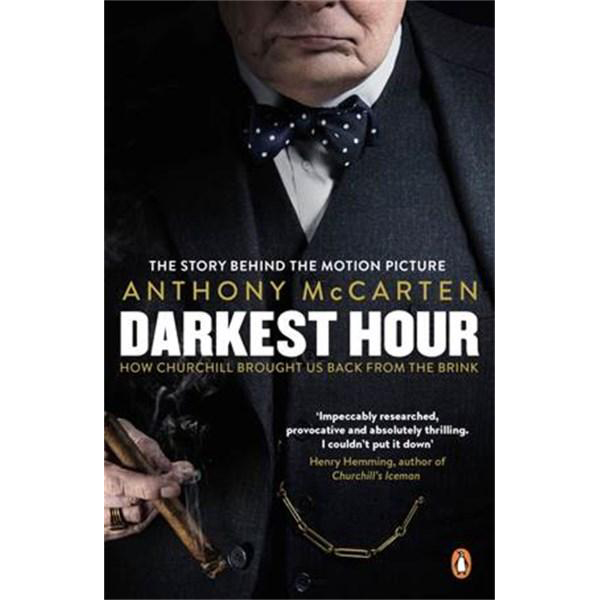 THE STORY BEHIND THE MOTION PICTURE
ANTHONY McCARTEN
DARKEST HOUR
HOW CHURCHILL BROUGHT US BACK FROM THE BRINK
‘Impeccably researched,
provocative and absolutely thrilling.
I couldn’t put it down’
Henry Hemming, author of
Churchill’s Iceman